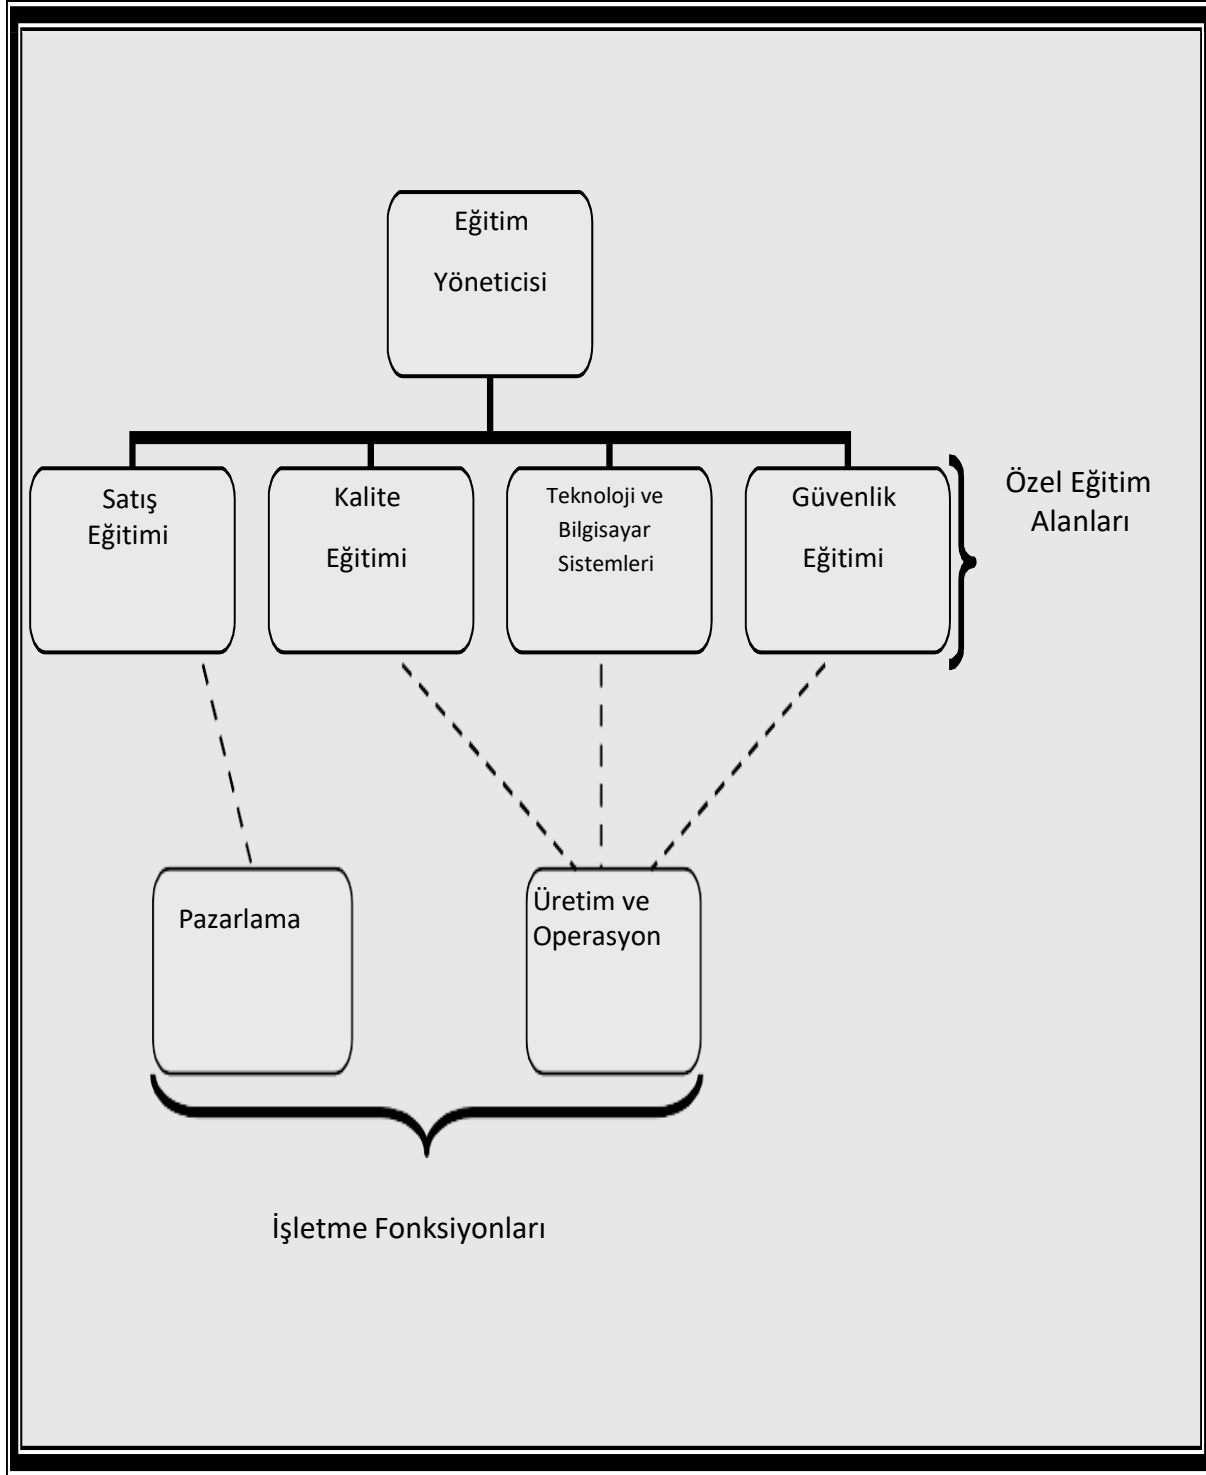 Eğitim
Yöneticisi
Satış
Eğitimi
Kalite
Eğitimi
Teknoloji ve
Bilgisayar
Sistemleri
Güvenlik
Eğitimi
Özel Eğitim
Alanları
Pazarlama
Üretim ve
Operasyon
İşletme Fonksiyonları